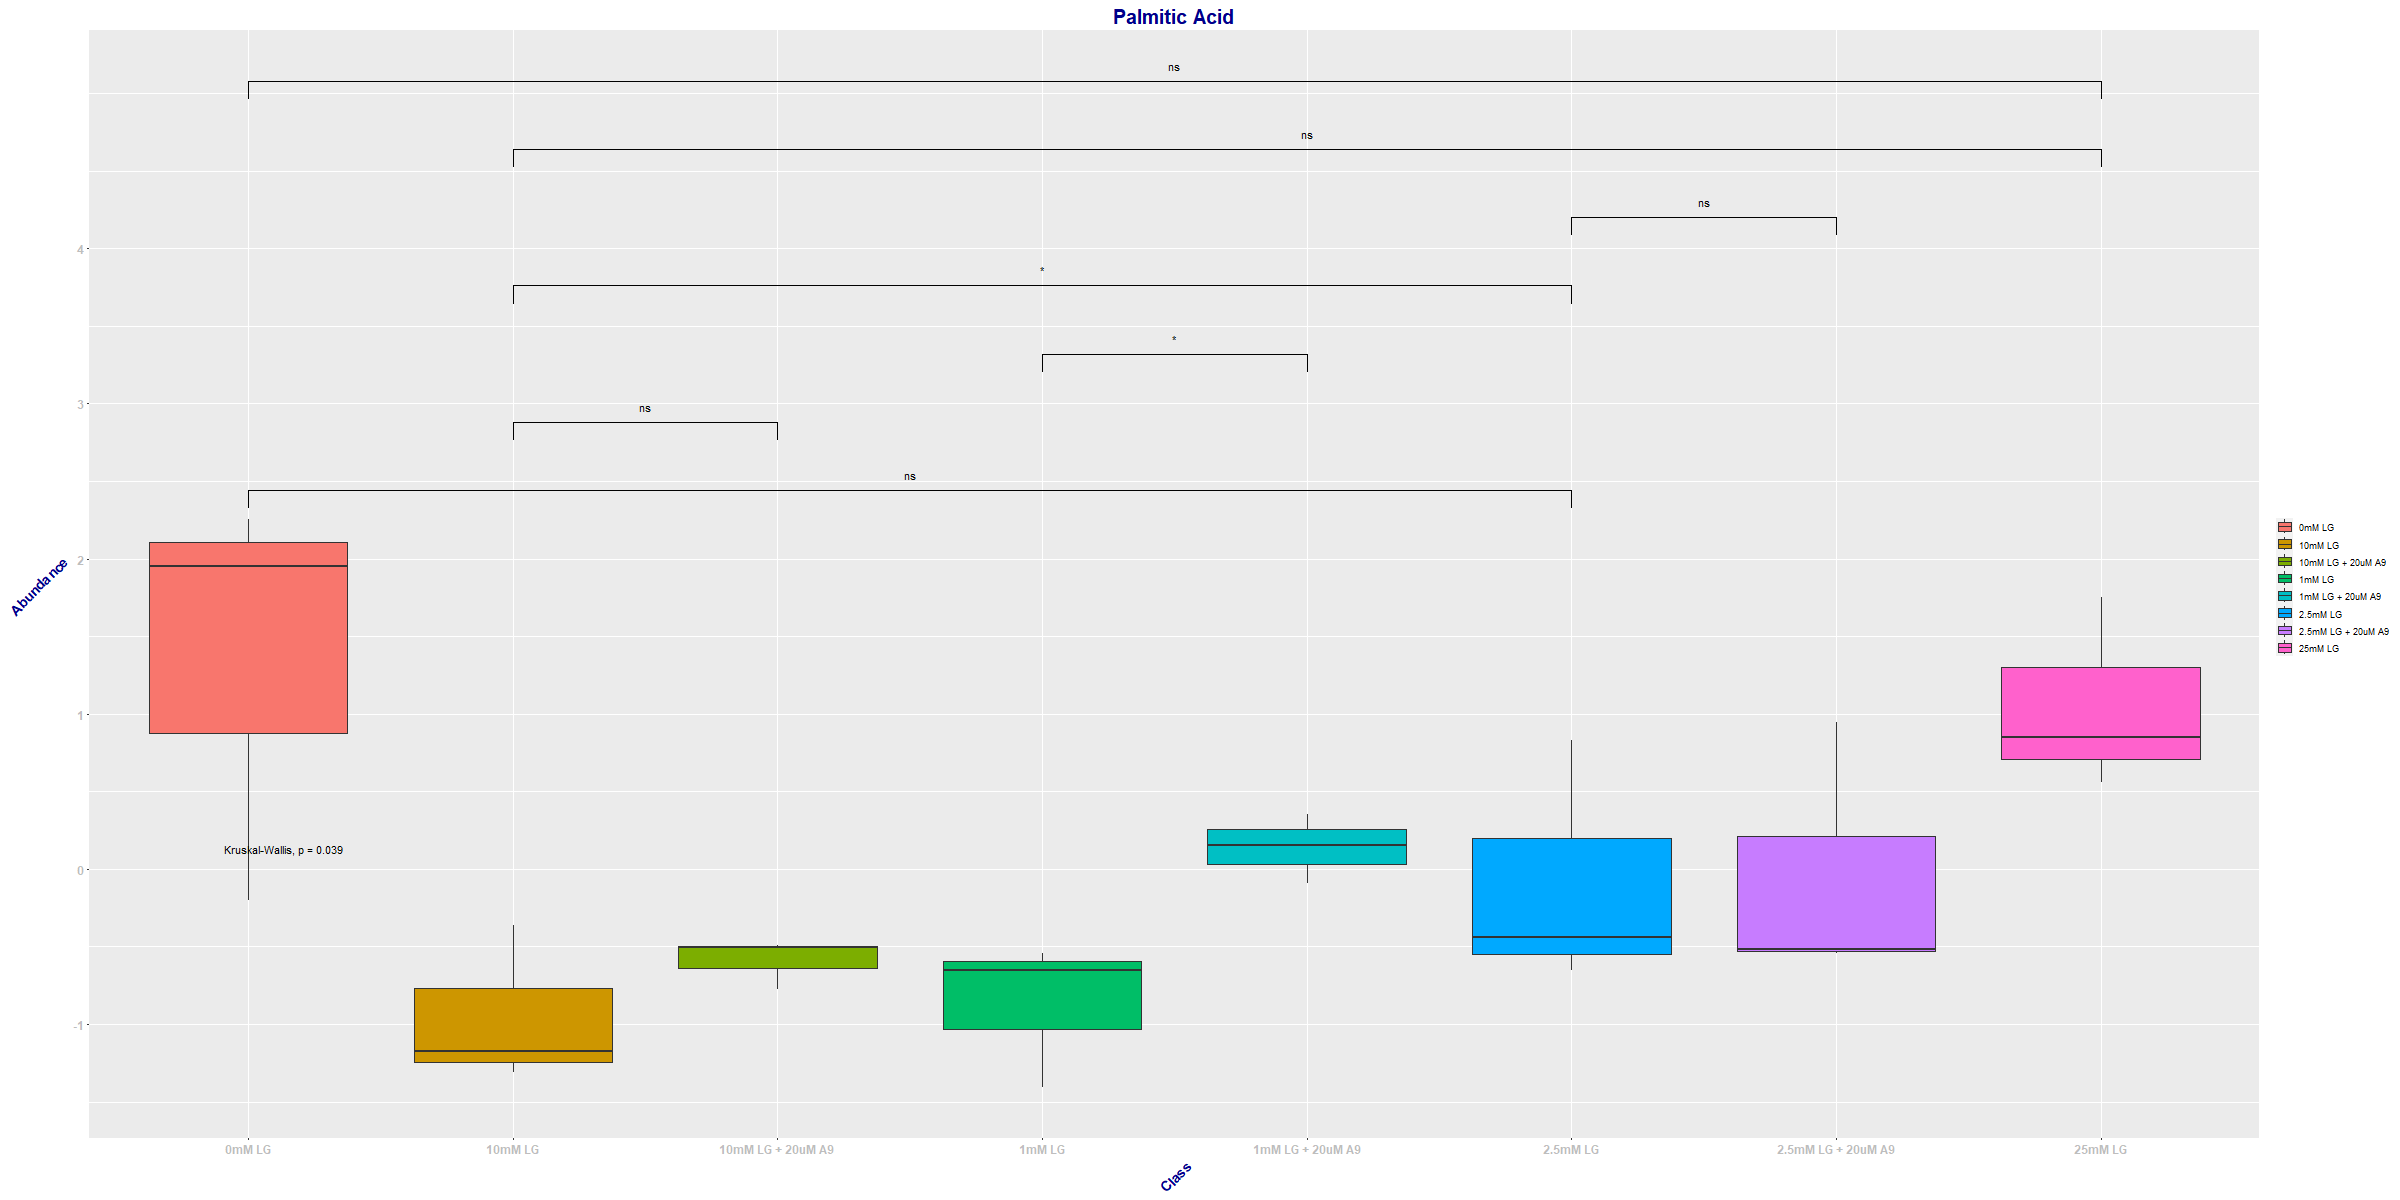 Palmitic Acid
ns
ns
ns
*
*
ns
ns
4
3
2
1
0
-1
Abundance
Kruskal-Wallis, p = 0.039
0mM LG
10mM LG
10mM LG + 20uM A9
1mM LG
1mM LG + 20uM A9
2.5mM LG
2.5mM LG + 20uM A9
25mM LG
Class
0mM LG
10mM LG
10mM LG + 20uM A9
1mM LG
1mM LG + 20uM A9
2.5mM LG
2.5mM LG + 20uM A9
25mM LG